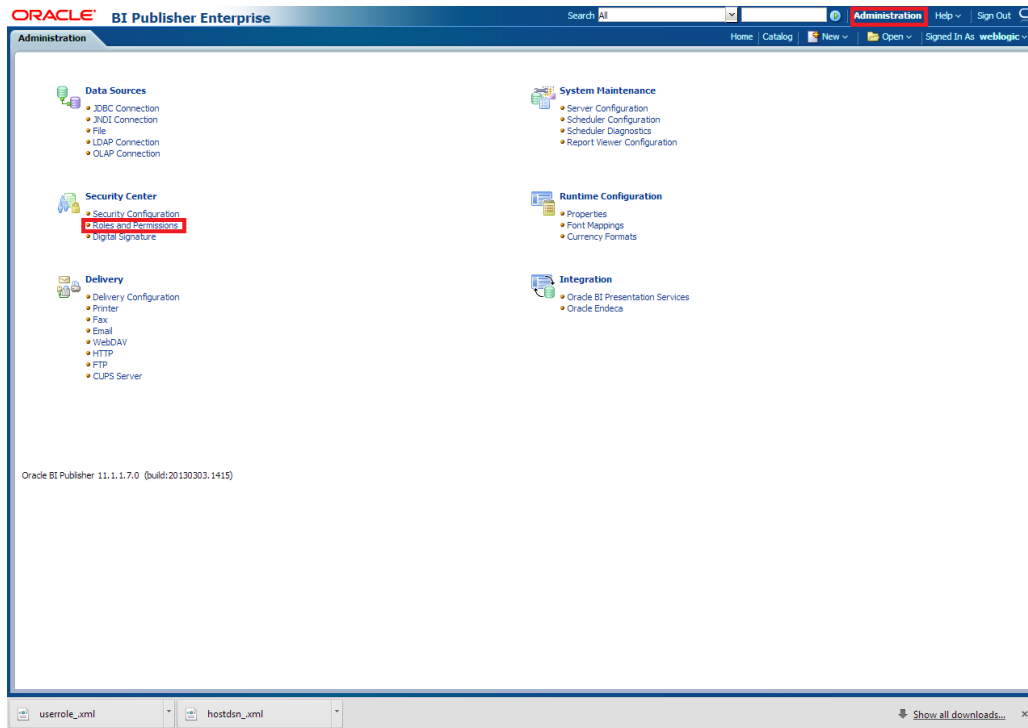 ORACLE BI Publisher Enterprise Search All Administration Help Sign Out
Administration Home Catalog New Open Signed In As weblogic
Data Sources
JDBC Connection
JNDI Connection
File
LDAP Connection
OLAP Connection
System Maintenance
Server Configuration
Scheduler Configuration
Scheduler Diagnostics
Report Viewer Configuration
Security Center
Security Configuration
Roles and Permissions
Digital Signature
Runtime Configuration
Properties
Font Mappings
Currency Formats
Delivery
Delivery Configuration
Printer
Fax
Email
WebDAV
HTTP
FTP
CUPS Server
Integration
Oracle BI Presentation Services
Oracle Endeca
Oracle BI Publisher 11.1.1.7.0 (build:20130303.1415)
userrole_.xml hostdsn_.xml Show all downloads...